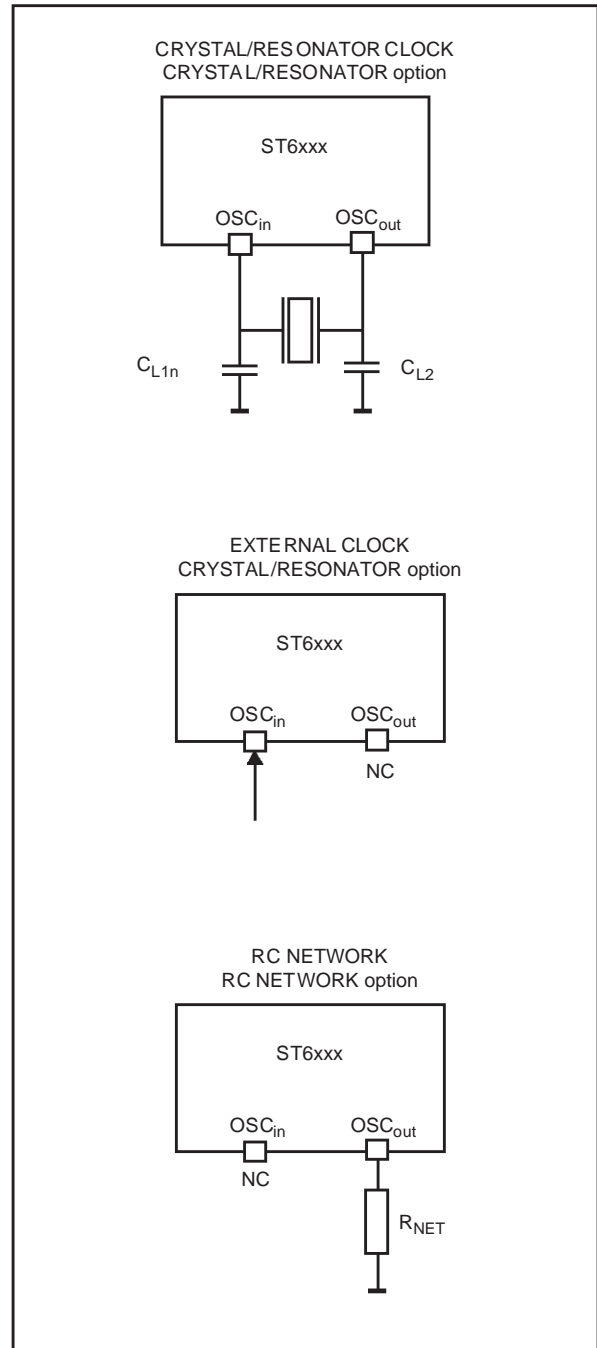 CRYSTAL/RESONATOR CLOCK
CRYSTAL/RESONATOR option
ST6xxx
OSCin OSCout
CL1n CL2
EXTERNAL CLOCK
CRYSTAL/RESONATOR option
ST6xxx
OSCin OSCout
NC
RC NETWORK
RC NETWORK option
ST6xxx
OSCin OSCout
NC
RNET